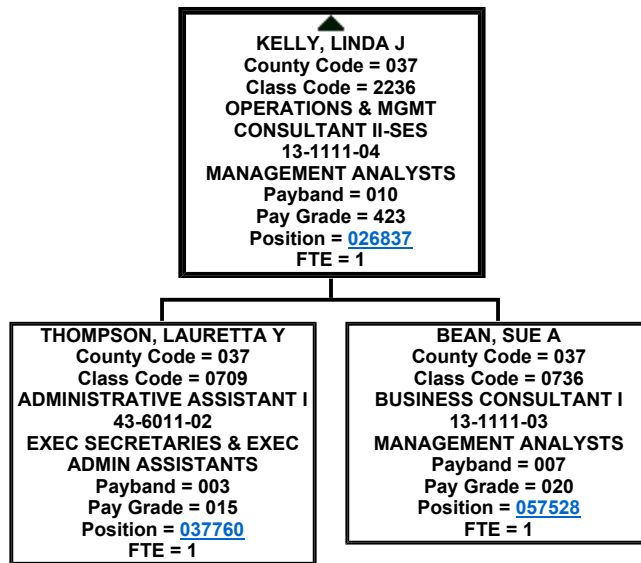 KELLY, LINDA J
County Code = 037
Class Code = 2236
OPERATIONS & MGMT
CONSULTANT II-SES
13-1111-04
MANAGEMENT ANALYSTS
Payband = 010
Pay Grade = 423
Position = 026837
FTE = 1
THOMPSON, LAURETTA Y
County Code = 037
Class Code = 0709
ADMINISTRATIVE ASSISTANT I
43-6011-02
EXEC SECRETARIES & EXEC
ADMIN ASSISTANTS
Payband = 003
Pay Grade = 015
Position = 037760
FTE = 1
BEAN, SUE A
County Code = 037
Class Code = 0736
BUSINESS CONSULTANT I
13-1111-03
MANAGEMENT ANALYSTS
Payband = 007
Pay Grade = 020
Position = 057528
FTE = 1